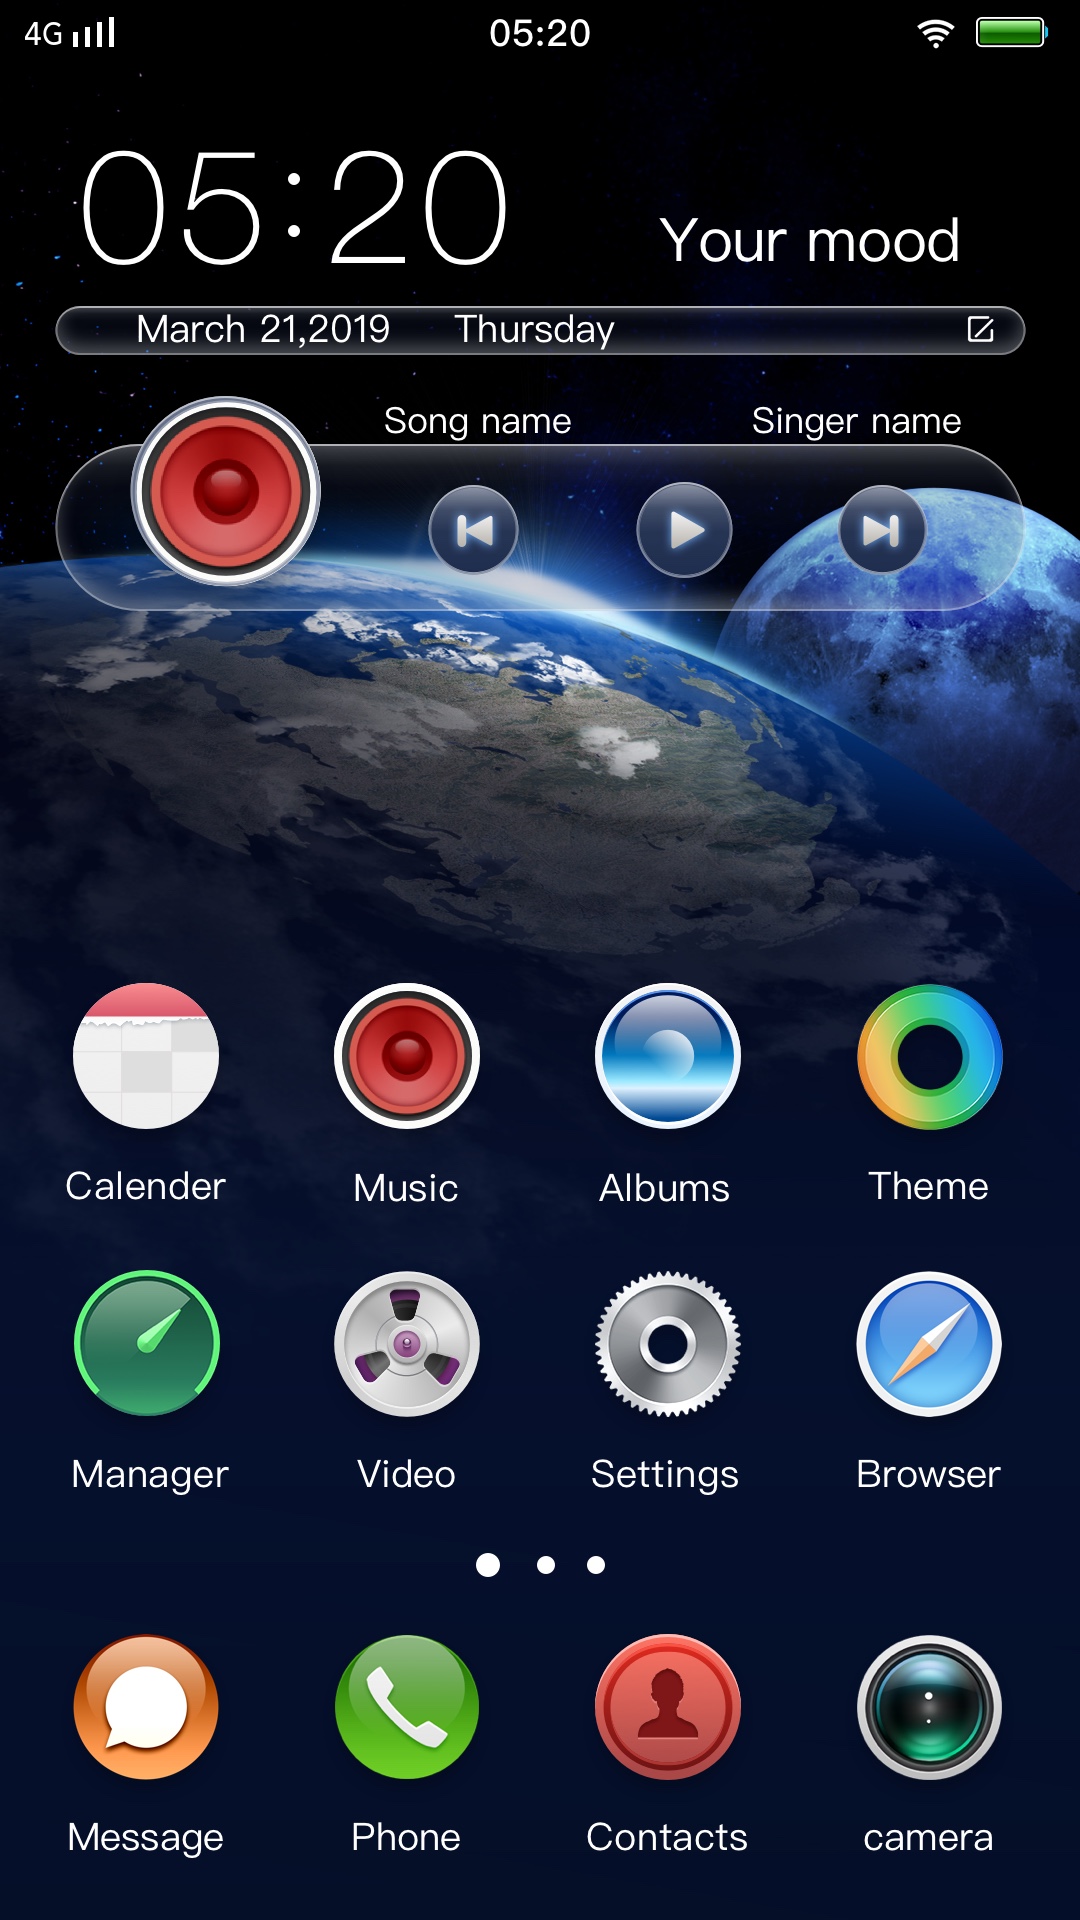 4G 05:20
05:20 Your mood
March 21,2019 Thursday
Song name Singer name
Calender Music Albums Theme
Manager Video Settings Browser
Message Phone Contacts camera